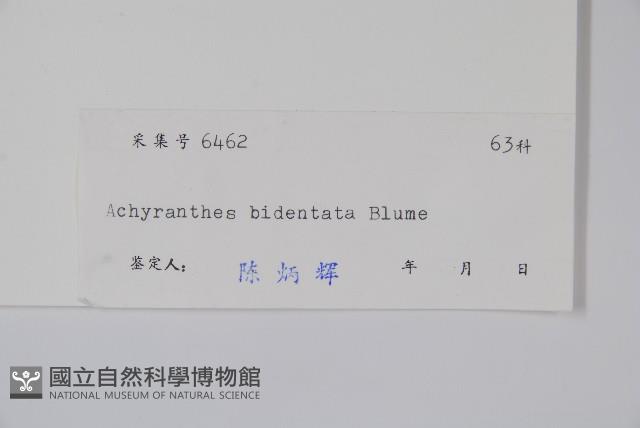 采集号 6462 63科
Achyranthes bidentata Blume
鉴定人: 陈炳辉 年 月 日
國立自然科學博物館
NATIONAL MUSEUM OF NATURAL SCIENCE